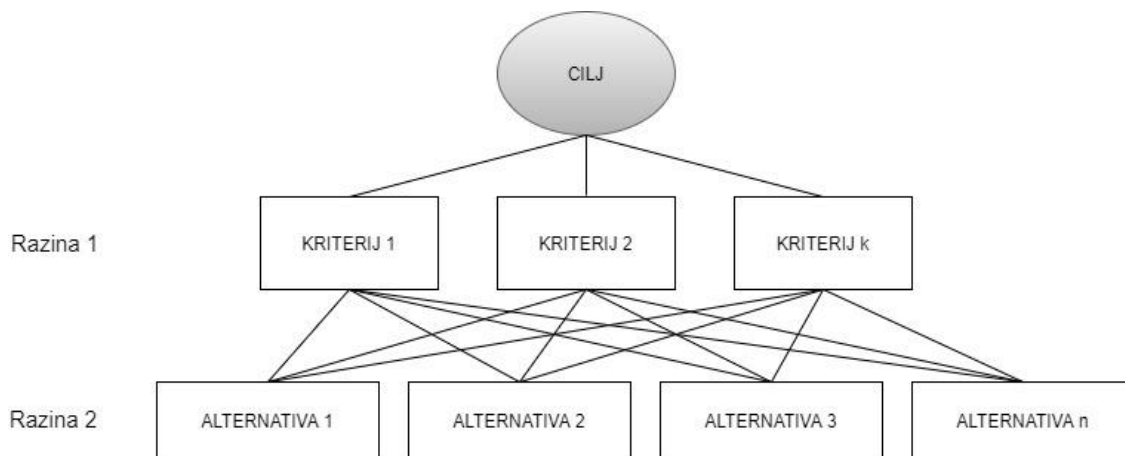 CILJ
Razina 1
KRITERIJ 1
KRITERIJ 2
KRITERIJ k
Razina 2
ALTERNATIVA 1
ALTERNATIVA 2
ALTERNATIVA 3
ALTERNATIVA n